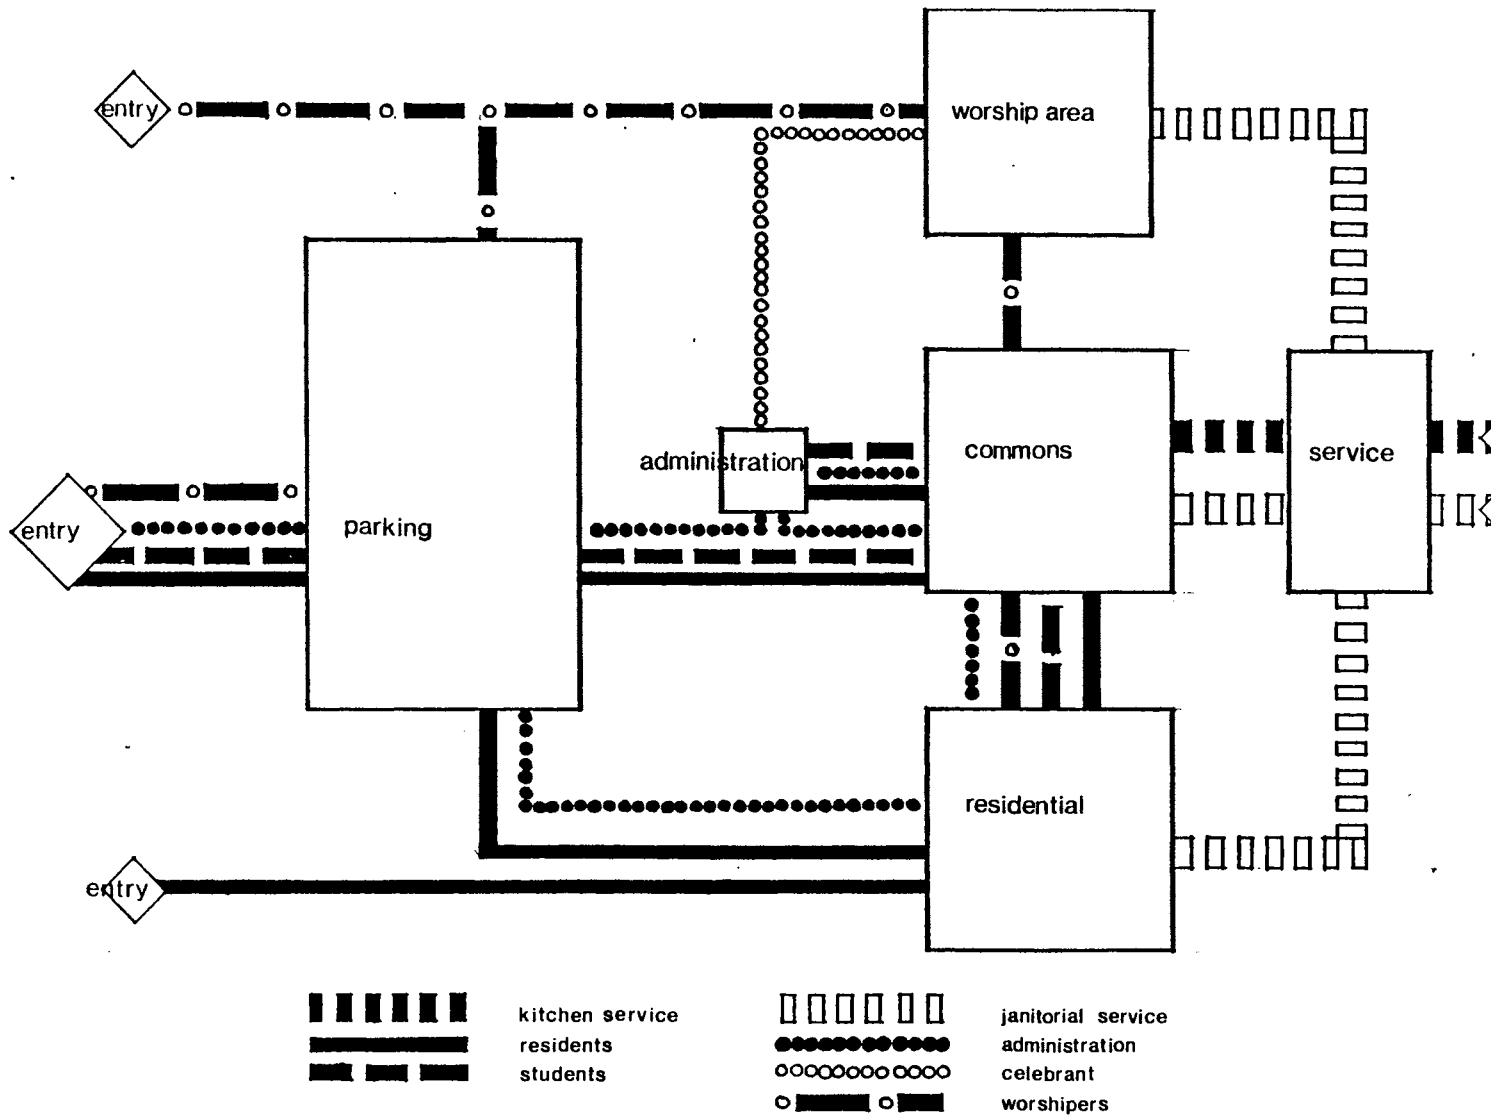 entry
worship area
administration
commons
service
entry
parking
residential
entry
kitchen service
residents
students
janitorial service
administration
celebrant
worshipers